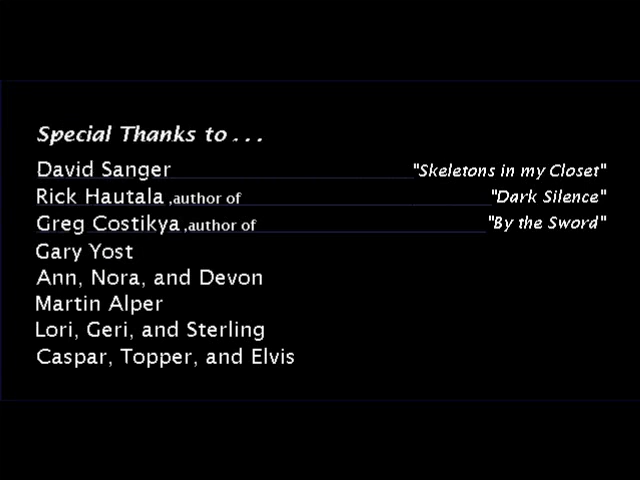 Special Thanks to . . .
David Sanger "Skeletons in my Closet"
Rick Hautala ,author of "Dark Silence"
Greg Costikya ,author of "By the Sword"
Gary Yost
Ann, Nora, and Devon
Martin Alper
Lori, Geri, and Sterling
Caspar, Topper, and Elvis